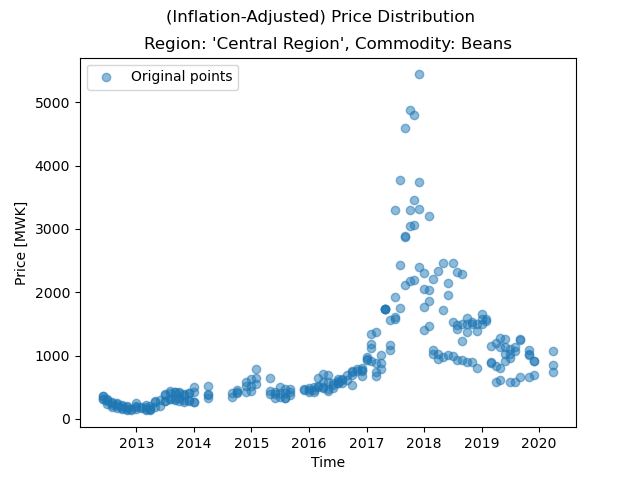 (Inflation-Adjusted) Price Distribution
Region: 'Central Region', Commodity: Beans
Original points
Price [MWK]
5000
4000
3000
2000
1000
0
2013 2014 2015 2016 2017 2018 2019 2020
Time